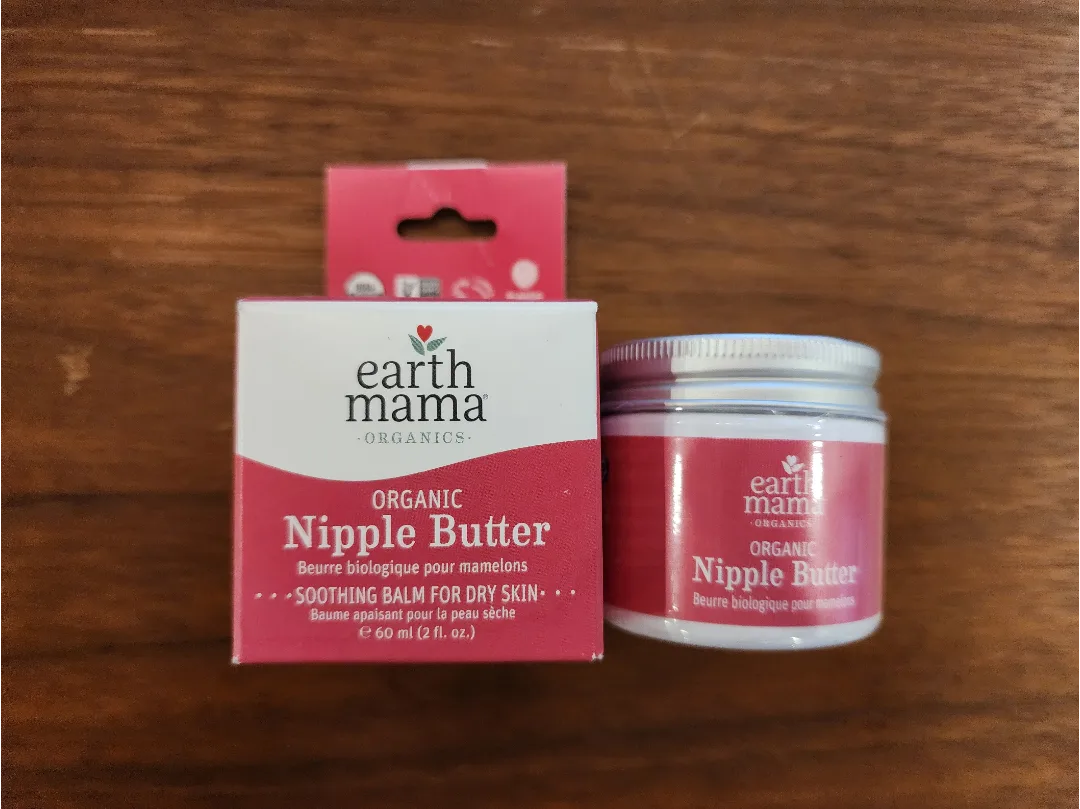 earth
mama®
·ORGANICS·
ORGANIC
Nipple Butter
Beurre biologique pour mamelons
· · ·SOOTHING BALM FOR DRY SKIN· · ·
Baume apaisant pour la peau sèche
℮ 60 ml (2 fl. oz.)
earth
mama
·ORGANICS
ORGANIC
Nipple Butter
Beurre biologique pour mamelons